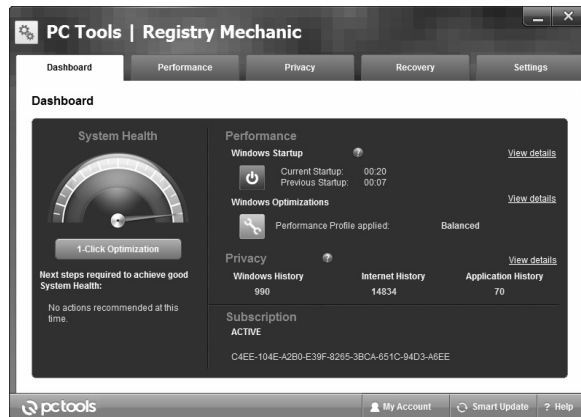 PC Tools | Registry Mechanic
Dashboard Performance Privacy Recovery Settings
Dashboard
System Health
1-Click Optimization
Next steps required to achieve good
System Health:
No actions recommended at this
time.
Performance
Windows Startup ? View details
Current Startup: 00:20
Previous Startup: 00:07
Windows Optimizations View details
Performance Profile applied: Balanced
Privacy ? View details
Windows History Internet History Application History
990 14834 70
Subscription
ACTIVE
C4EE-104E-A2B0-E39F-8265-3BCA-651C-94D3-A6EE
pctools My Account Smart Update ? Help